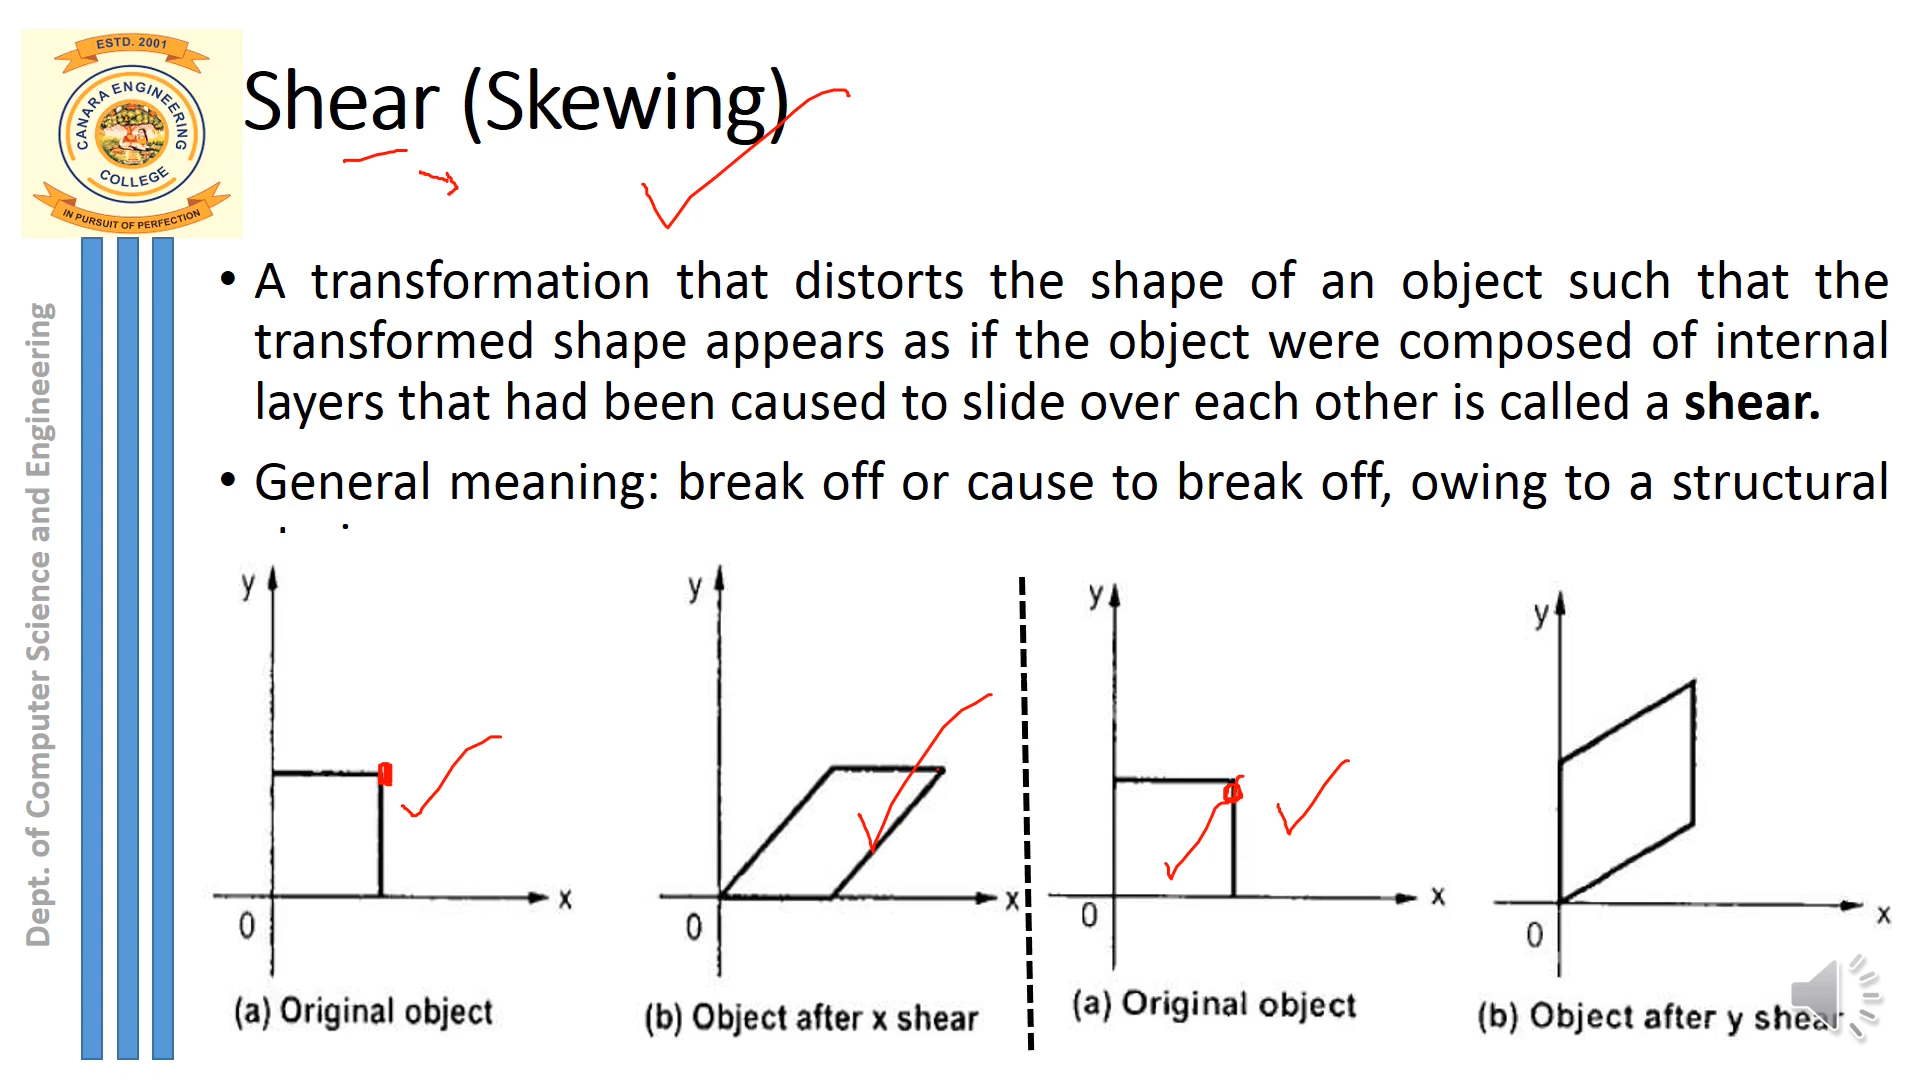 ESTD. 2001
CANARA ENGINEERING
COLLEGE
IN PURSUIT OF PERFECTION
Shear (Skewing)
Dept. of Computer Science and Engineering
• A transformation that distorts the shape of an object such that the
transformed shape appears as if the object were composed of internal
layers that had been caused to slide over each other is called a shear.
• General meaning: break off or cause to break off, owing to a structural
y
x
0
(a) Original object
y
x
0
(b) Object after x shear
y
x
0
(a) Original object
y
x
0
(b) Object after y shear